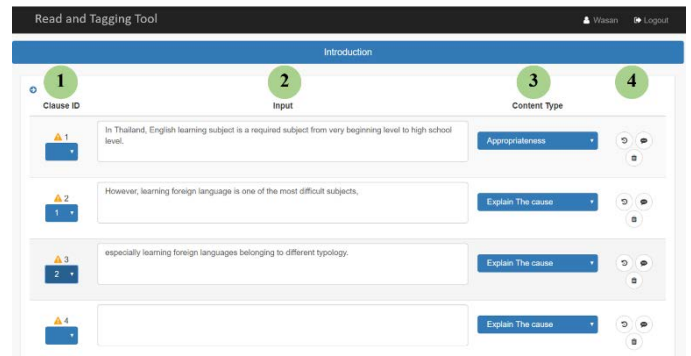 Read and Tagging Tool
Wasan
Logout
Introduction
1
2
3
4
Clause ID
Input
Content Type
1
In Thailand, English learning subject is a required subject from very beginning level to high school
level.
Appropriateness
2
1
However, learning foreign language is one of the most difficult subjects,
Explain The cause
3
2
especially learning foreign languages belonging to different typology.
Explain The cause
4
Explain The cause